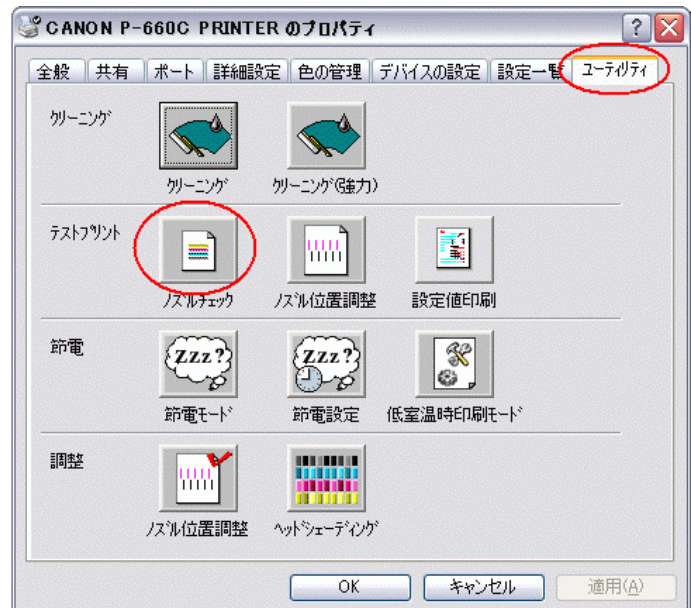 CANON P-660C PRINTER のプロパティ
全般 共有 ポート 詳細設定 色の管理 デバイスの設定 設定一覧 ユーティリティ
ｸﾘｰﾆﾝｸﾞ
ｸﾘｰﾆﾝｸﾞ ｸﾘｰﾆﾝｸﾞ(強力)
ﾃｽﾄﾌﾟﾘﾝﾄ
ﾉｽﾞﾙﾁｪｯｸ ﾉｽﾞﾙ位置調整 設定値印刷
節電
Zzz? Zzz?
節電ﾓｰﾄﾞ 節電設定 低室温時印刷ﾓｰﾄﾞ
調整
ﾉｽﾞﾙ位置調整 ﾍｯﾄﾞｼｪｰﾃﾞｨﾝｸﾞ
OK キャンセル 適用(A)